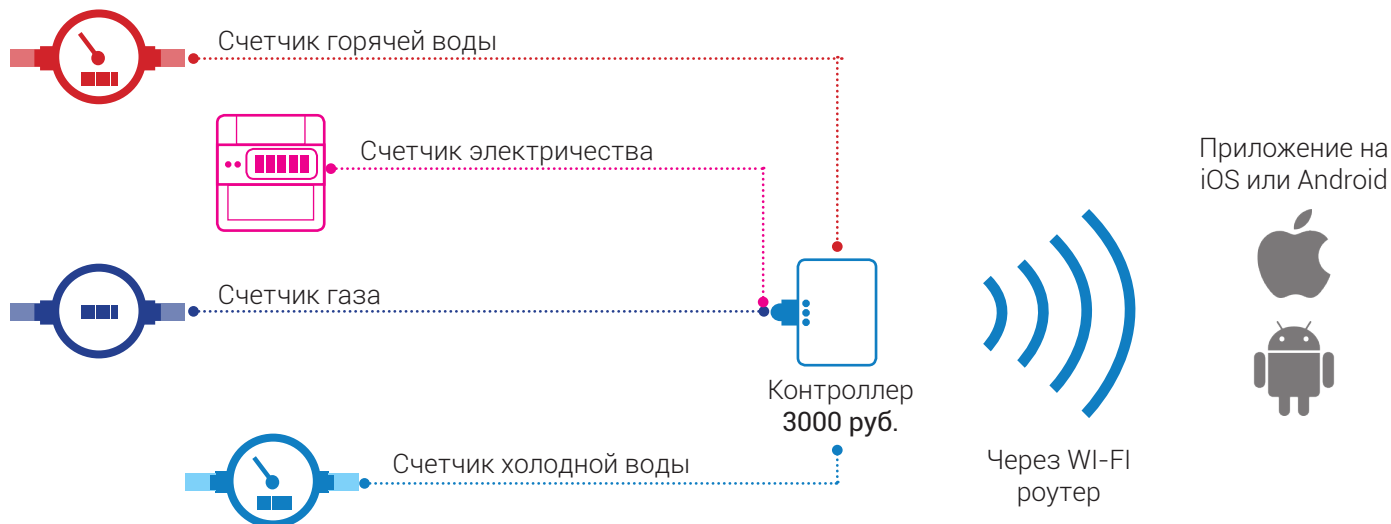 Счетчик горячей воды
Счетчик электричества
Приложение на
iOS или Android
Счетчик газа
Контроллер
3000 руб.
Счетчик холодной воды
Через WI-FI
роутер